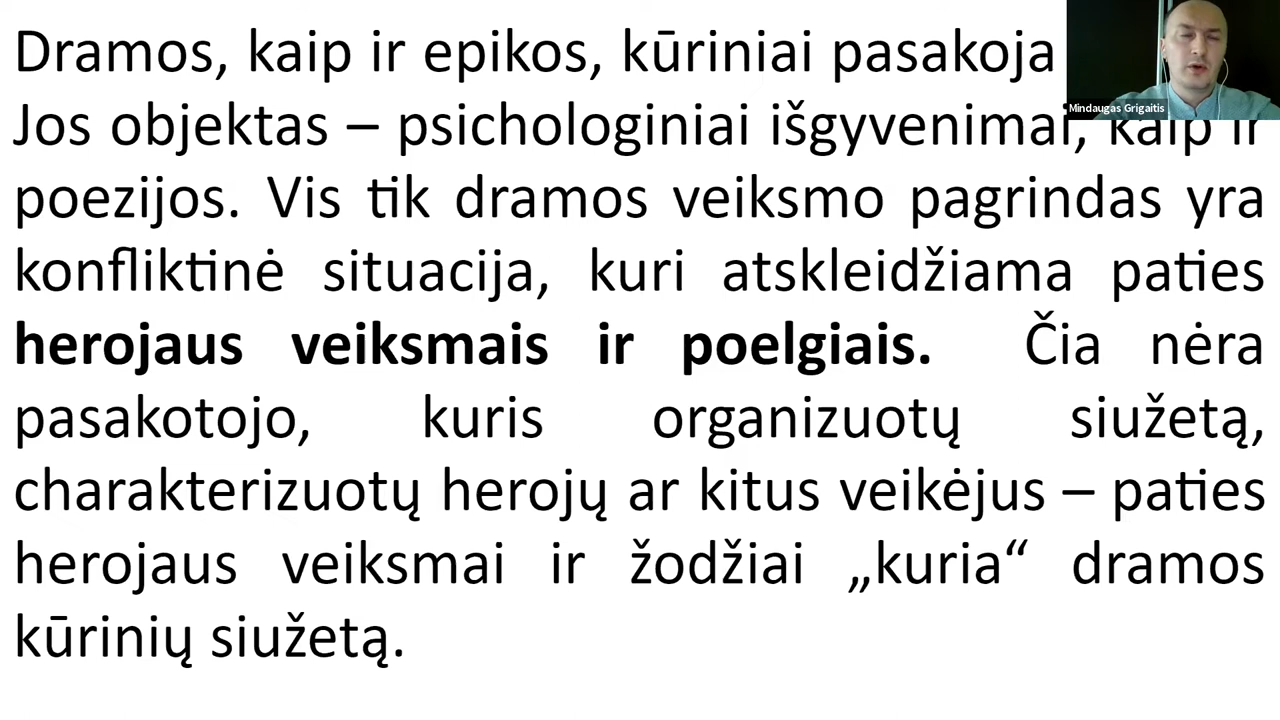 Dramos, kaip ir epikos, kūriniai pasakoja
Mindaugas Grigaitis
Jos objektas – psichologiniai išgyvenimai, kaip ir
poezijos. Vis tik dramos veiksmo pagrindas yra
konfliktinė situacija, kuri atskleidžiama paties
herojaus veiksmais ir poelgiais. Čia nėra
pasakotojo, kuris organizuotų siužetą,
charakterizuotų herojų ar kitus veikėjus – paties
herojaus veiksmai ir žodžiai „kuria“ dramos
kūrinių siužetą.